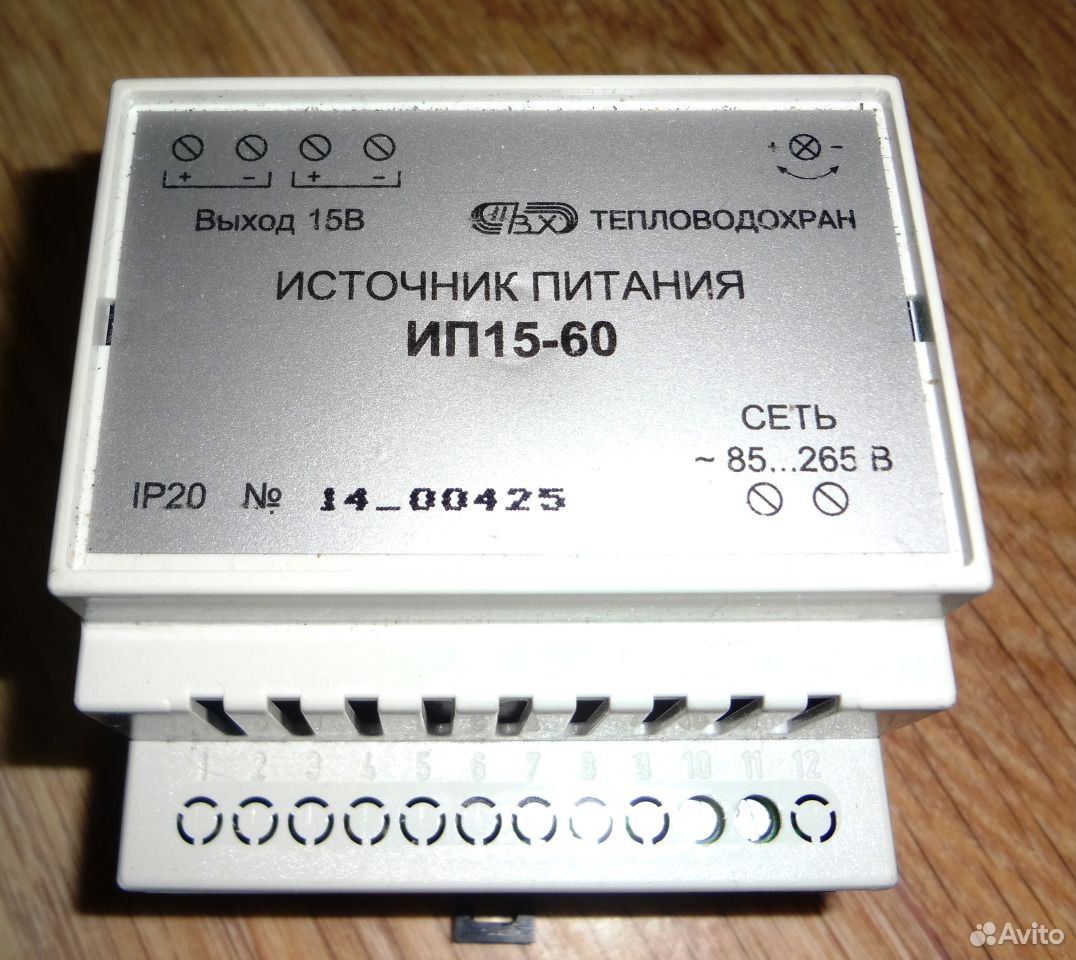 + − + −
+ −
Выход 15В
ТВХ ТЕПЛОВОДОХРАН
ИСТОЧНИК ПИТАНИЯ
ИП15-60
СЕТЬ
~ 85...265 В
IP20 № 14_00425
1 2 3 4 5 6 7 8 9 10 11 12
Avito